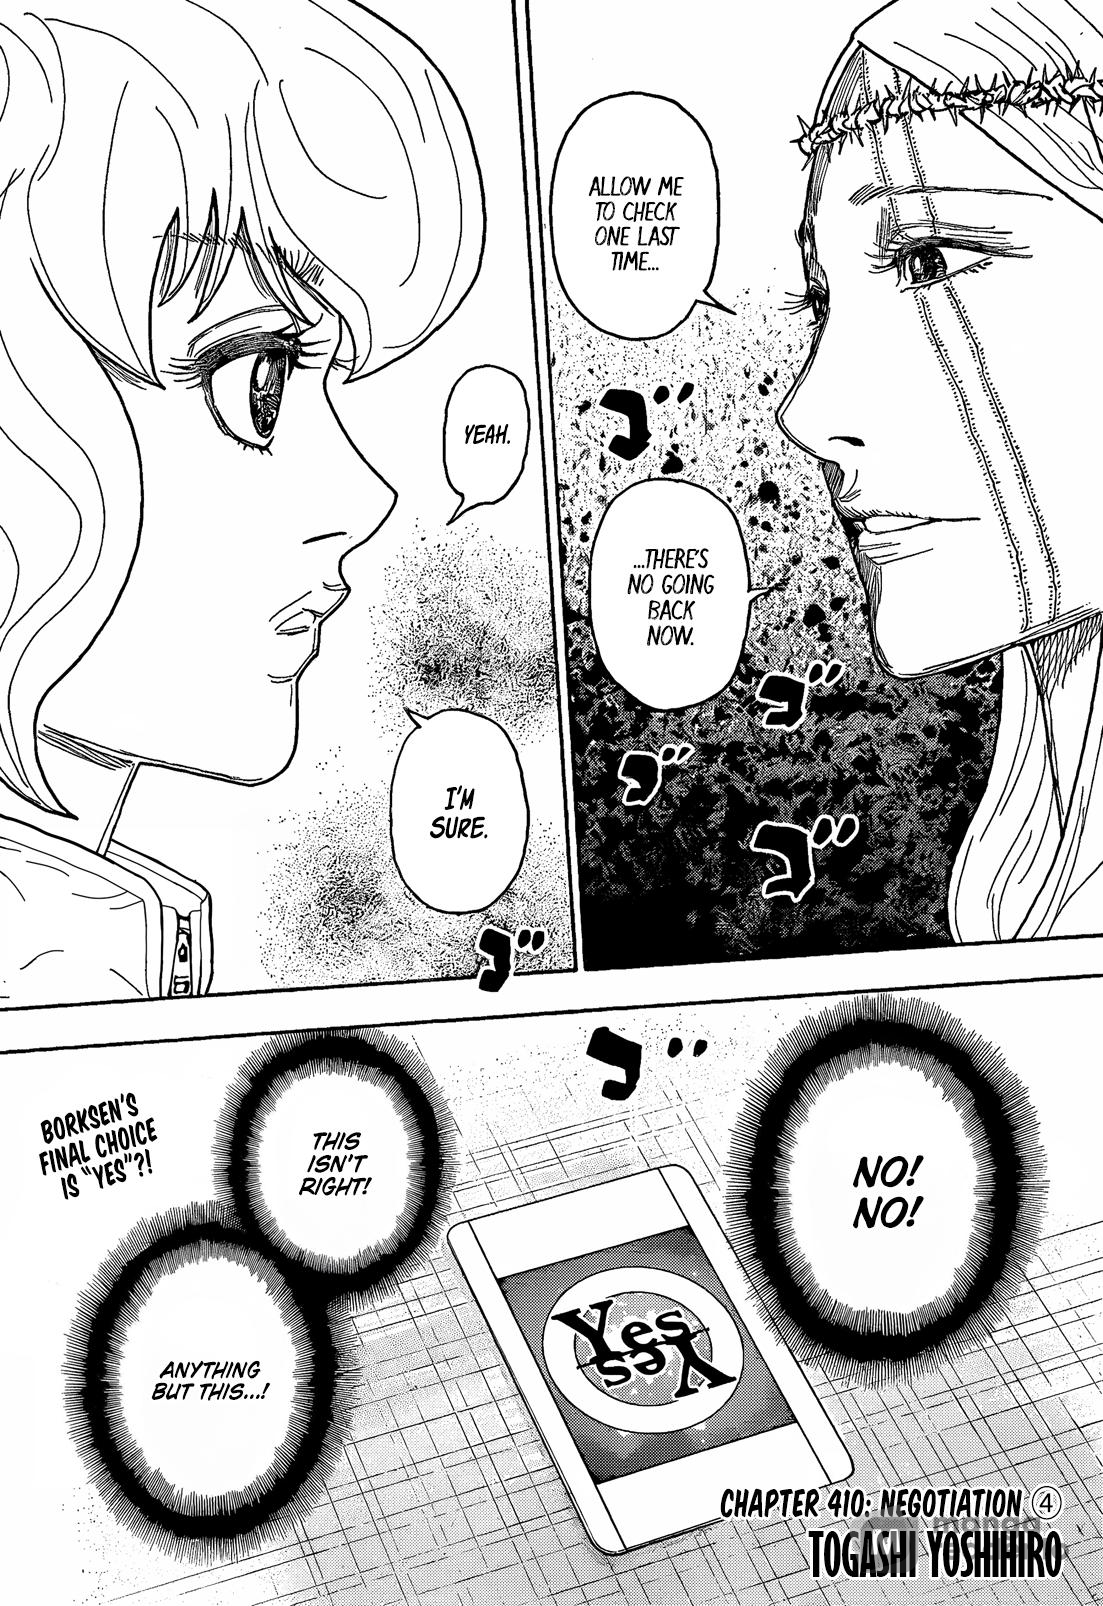 ALLOW ME
TO CHECK
ONE LAST
TIME...
ゴ゛
...THERE'S
NO GOING
BACK
NOW.
ゴ゛
ゴ゛
ゴ゛
YEAH.
I'M
SURE.
ゴ゛
ゴ゛
NO!
NO!
THIS
ISN'T
RIGHT!
BORKSEN'S
FINAL CHOICE
IS "YES"?!
ANYTHING
BUT THIS...!
Yes
Yes
CHAPTER 410: NEGOTIATION ④
TOGASHI YOSHIHIRO